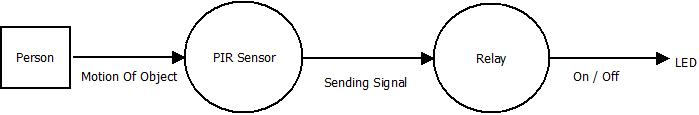 Person
Motion Of Object
PIR Sensor
Sending Signal
Relay
On / Off
LED